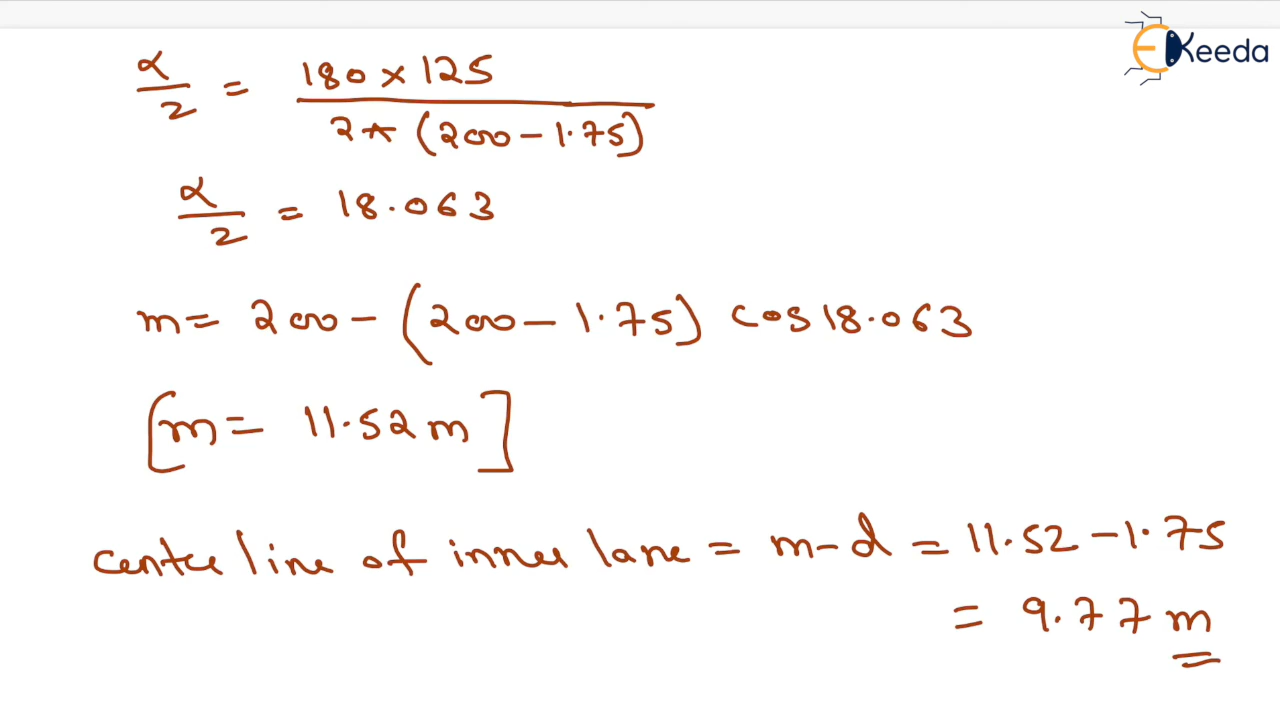 EKeeda
α/2 = 180 × 125 / 2π (200 − 1.75)
α/2 = 18.063
m = 200 − (200 − 1.75) cos 18.063
[m = 11.52 m]
center line of inner lane = m − d = 11.52 − 1.75
= 9.77 m